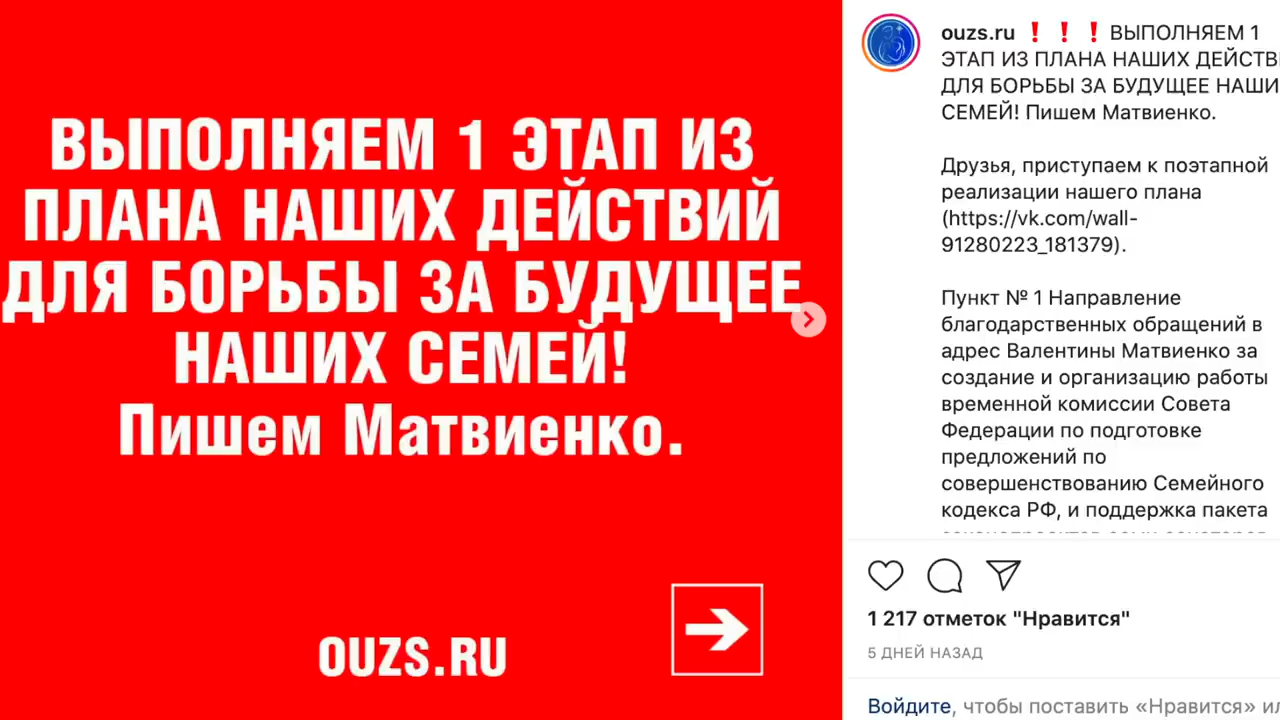 ВЫПОЛНЯЕМ 1 ЭТАП ИЗ
ПЛАНА НАШИХ ДЕЙСТВИЙ
ДЛЯ БОРЬБЫ ЗА БУДУЩЕЕ
НАШИХ СЕМЕЙ!
Пишем Матвиенко.
OUZS.RU
ouzs.ru ❗ ❗ ❗ ВЫПОЛНЯЕМ 1
ЭТАП ИЗ ПЛАНА НАШИХ ДЕЙСТВ
ДЛЯ БОРЬБЫ ЗА БУДУЩЕЕ НАШИ
СЕМЕЙ! Пишем Матвиенко.
Друзья, приступаем к поэтапной
реализации нашего плана
(https://vk.com/wall-
91280223_181379).
Пункт № 1 Направление
благодарственных обращений в
адрес Валентины Матвиенко за
создание и организацию работы
временной комиссии Совета
Федерации по подготовке
предложений по
совершенствованию Семейного
кодекса РФ, и поддержка пакета
1 217 отметок "Нравится"
5 ДНЕЙ НАЗАД
Войдите, чтобы поставить «Нравится» ил